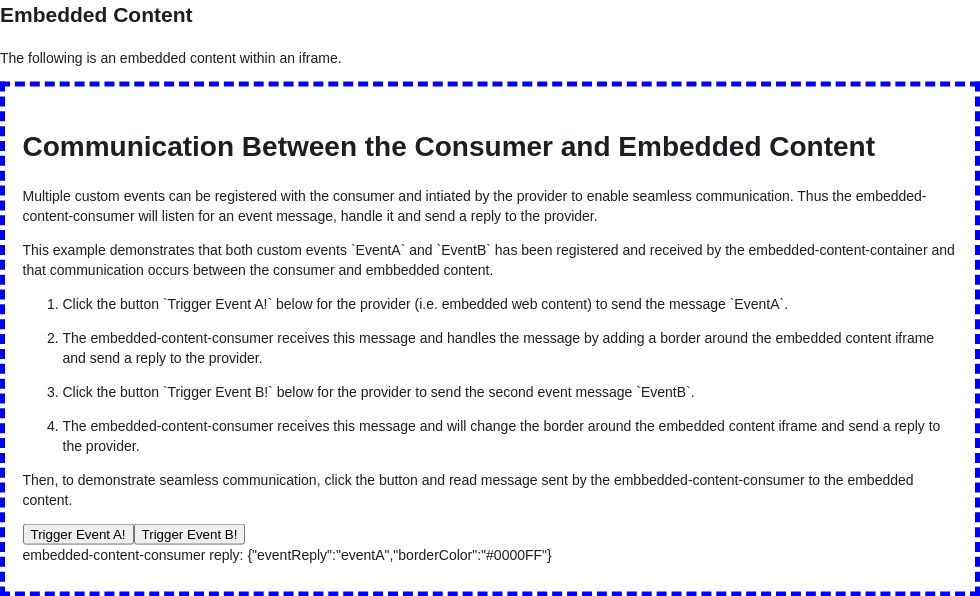 Embedded Content
The following is an embedded content within an iframe.
Communication Between the Consumer and Embedded Content
Multiple custom events can be registered with the consumer and intiated by the provider to enable seamless communication. Thus the embedded-
content-consumer will listen for an event message, handle it and send a reply to the provider.
This example demonstrates that both custom events `EventA` and `EventB` has been registered and received by the embedded-content-container and
that communication occurs between the consumer and embbedded content.
1. Click the button `Trigger Event A!` below for the provider (i.e. embedded web content) to send the message `EventA`.
2. The embedded-content-consumer receives this message and handles the message by adding a border around the embedded content iframe
and send a reply to the provider.
3. Click the button `Trigger Event B!` below for the provider to send the second event message `EventB`.
4. The embedded-content-consumer receives this message and will change the border around the embedded content iframe and send a reply to
the provider.
Then, to demonstrate seamless communication, click the button and read message sent by the embbedded-content-consumer to the embedded
content.
Trigger Event A! Trigger Event B!
embedded-content-consumer reply: {"eventReply":"eventA","borderColor":"#0000FF"}